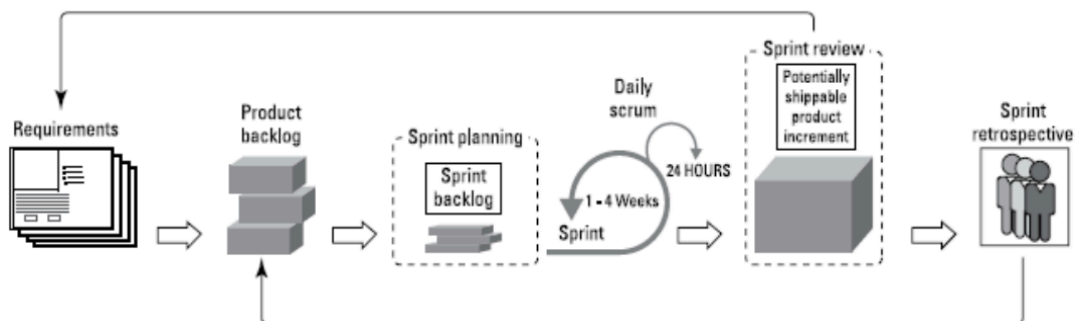 Requirements
Product
backlog
Sprint planning
Sprint
backlog
Daily
scrum
24 HOURS
1 - 4 Weeks
Sprint
Sprint review
Potentially
shippable
product
increment
Sprint
retrospective